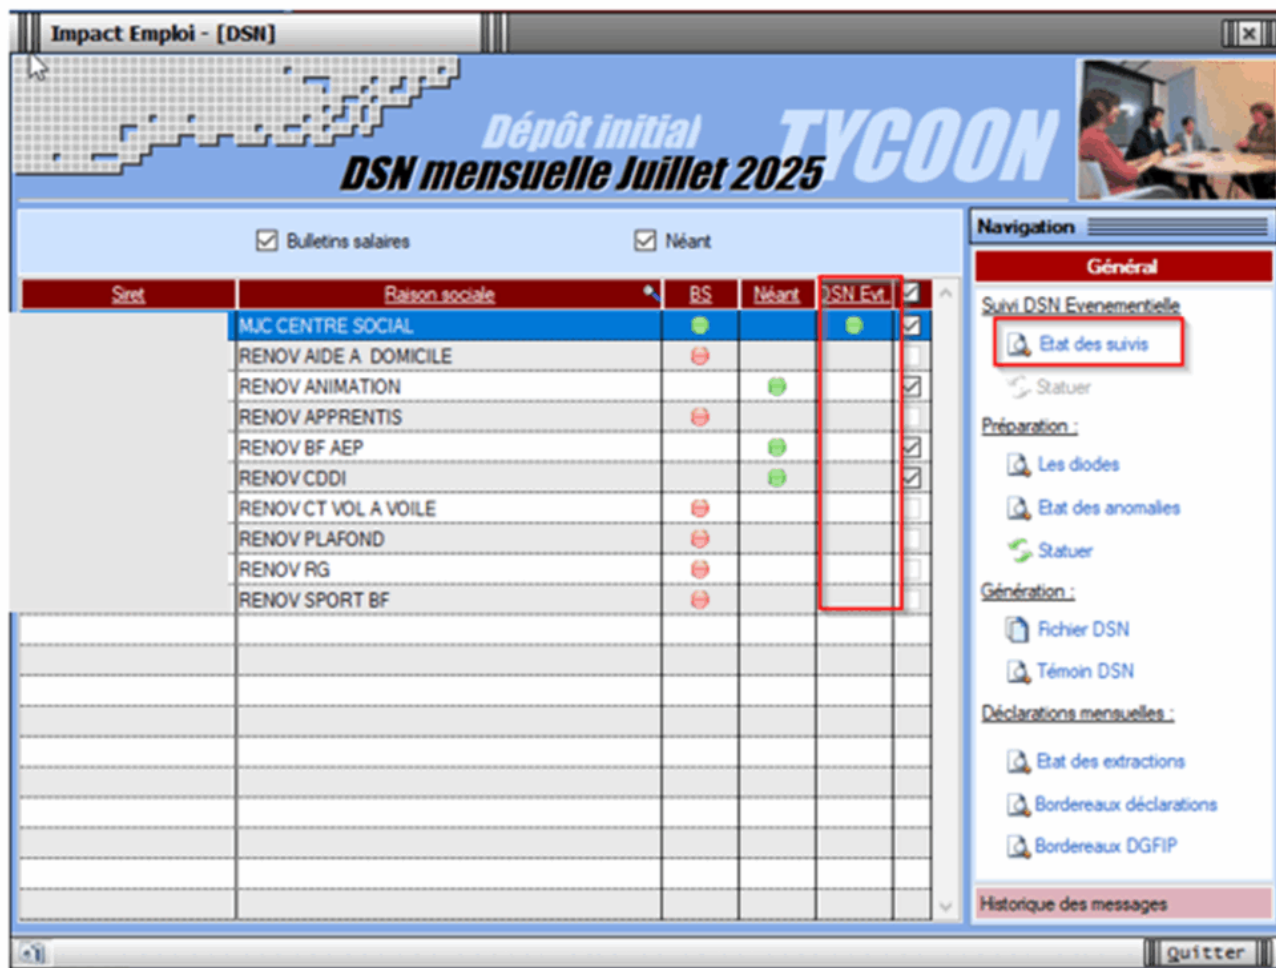 Impact Emploi - [DSN]
Dépôt initial
TYCOON
DSN mensuelle Juillet 2025
Bulletins salaires
Néant
Siret Raison sociale BS Néant DSN Evt.
MJC CENTRE SOCIAL
RENOV AIDE A DOMICILE
RENOV ANIMATION
RENOV APPRENTIS
RENOV BF AEP
RENOV CDDI
RENOV CT VOL A VOILE
RENOV PLAFOND
RENOV RG
RENOV SPORT BF
Navigation
Général
Suivi DSN Evenementielle
Etat des suivis
Statuer
Préparation :
Les diodes
Etat des anomalies
Statuer
Génération :
Fichier DSN
Témoin DSN
Déclarations mensuelles :
Etat des extractions
Bordereaux déclarations
Bordereaux DGFIP
Historique des messages
Quitter